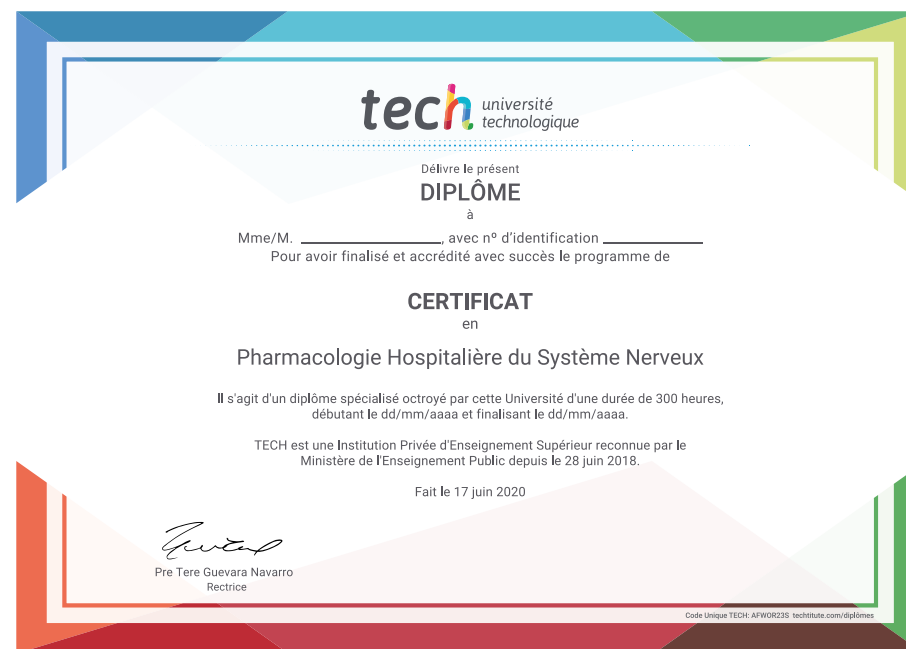 tech université
technologique
Délivre le présent
DIPLÔME
à
Mme/M. ____________________, avec nº d'identification ______________
Pour avoir finalisé et accrédité avec succès le programme de
CERTIFICAT
en
Pharmacologie Hospitalière du Système Nerveux
Il s'agit d'un diplôme spécialisé octroyé par cette Université d'une durée de 300 heures,
débutant le dd/mm/aaaa et finalisant le dd/mm/aaaa.
TECH est une Institution Privée d'Enseignement Supérieur reconnue par le
Ministère de l'Enseignement Public depuis le 28 juin 2018.
Fait le 17 juin 2020
Pre Tere Guevara Navarro
Rectrice
Code Unique TECH: AFWOR23S techtitute.com/diplômes